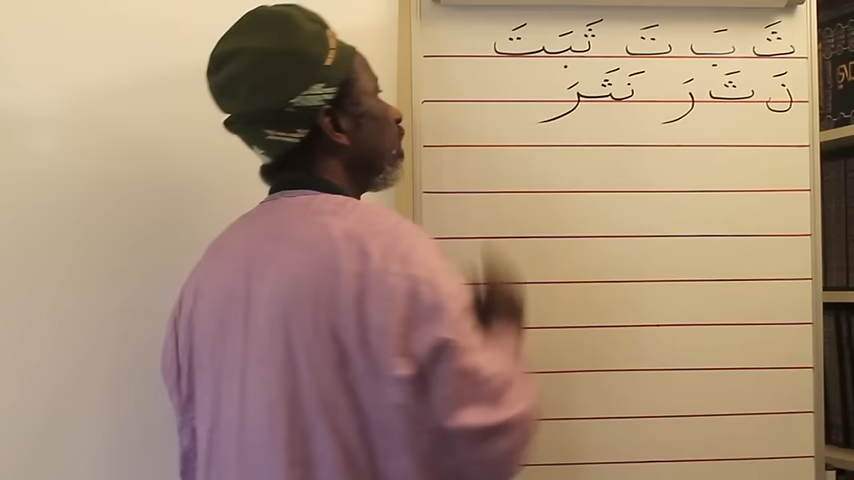 ثَ بَ تَ ثَبَتَ
نَ ثَ رَ نَثَرَ